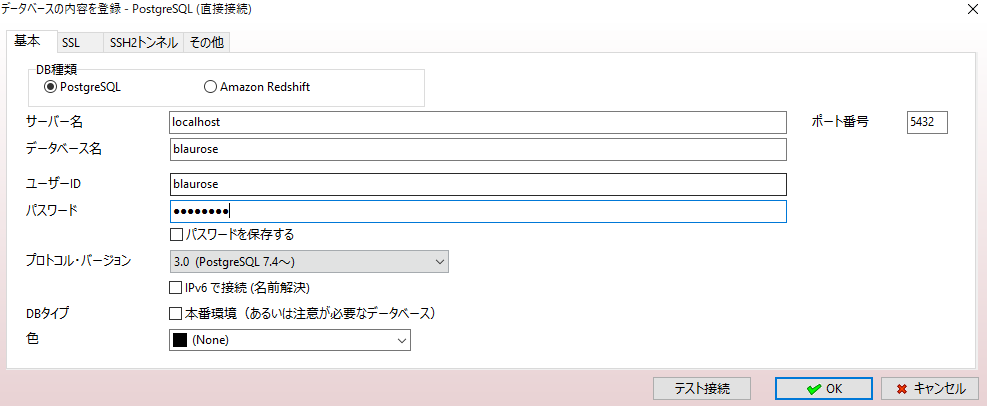 データベースの内容を登録 - PostgreSQL (直接接続)
基本 SSL SSH2トンネル その他
DB種類
PostgreSQL Amazon Redshift
サーバー名 localhost ポート番号 5432
データベース名 blaurose
ユーザーID blaurose
パスワード ●●●●●●●●
パスワードを保存する
プロトコル・バージョン 3.0 (PostgreSQL 7.4～)
IPv6 で接続 (名前解決)
DBタイプ 本番環境（あるいは注意が必要なデータベース）
色 (None)
テスト接続 OK キャンセル